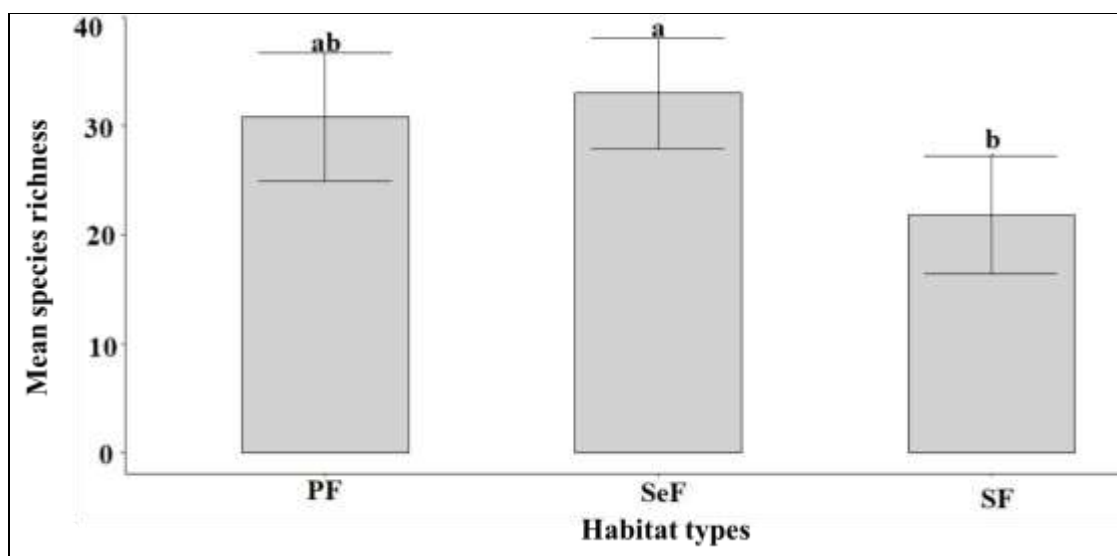 Mean species richness
40
30
20
10
0
ab
a
b
PF
SeF
SF
Habitat types